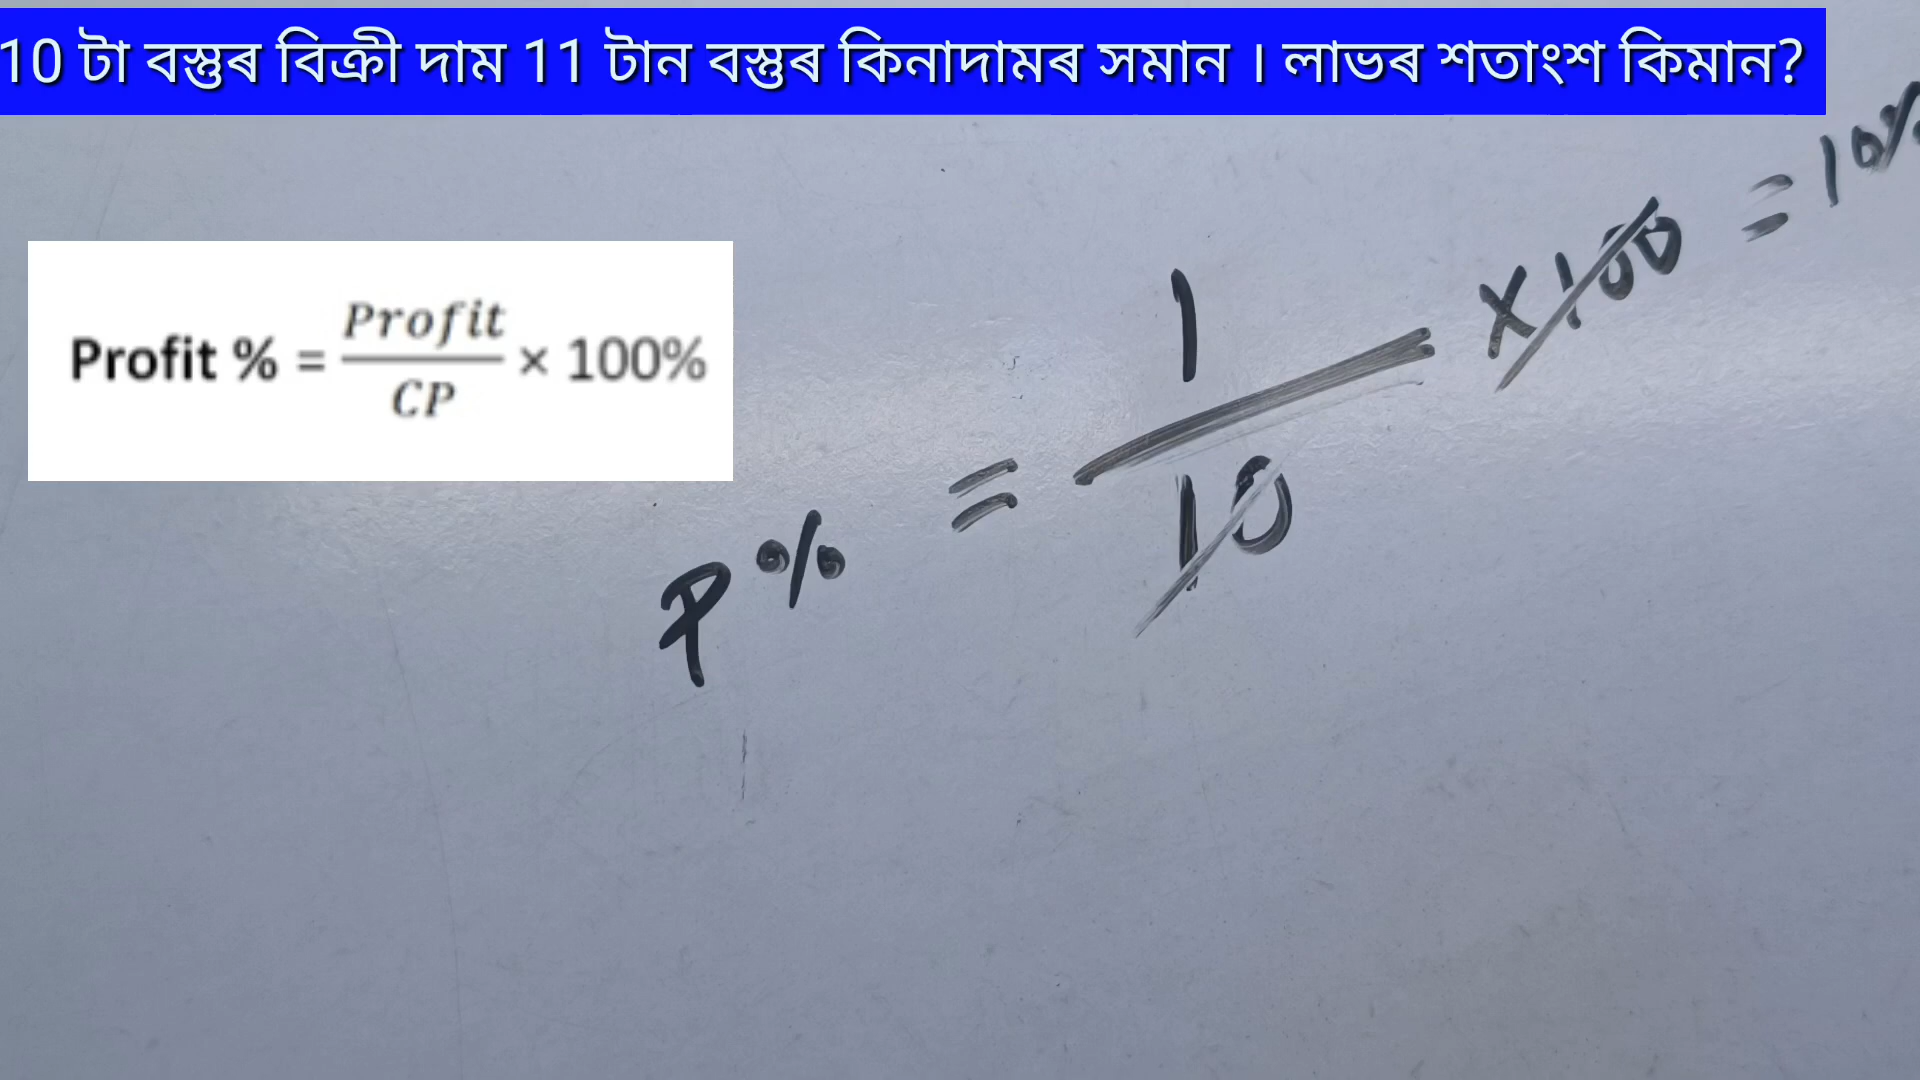 10 টা বস্তুৰ বিক্ৰী দাম 11 টান বস্তুৰ কিনাদামৰ সমান । লাভৰ শতাংশ কিমান?
Profit % = Profit/CP × 100%
P% = 1/10 × 100 = 10%